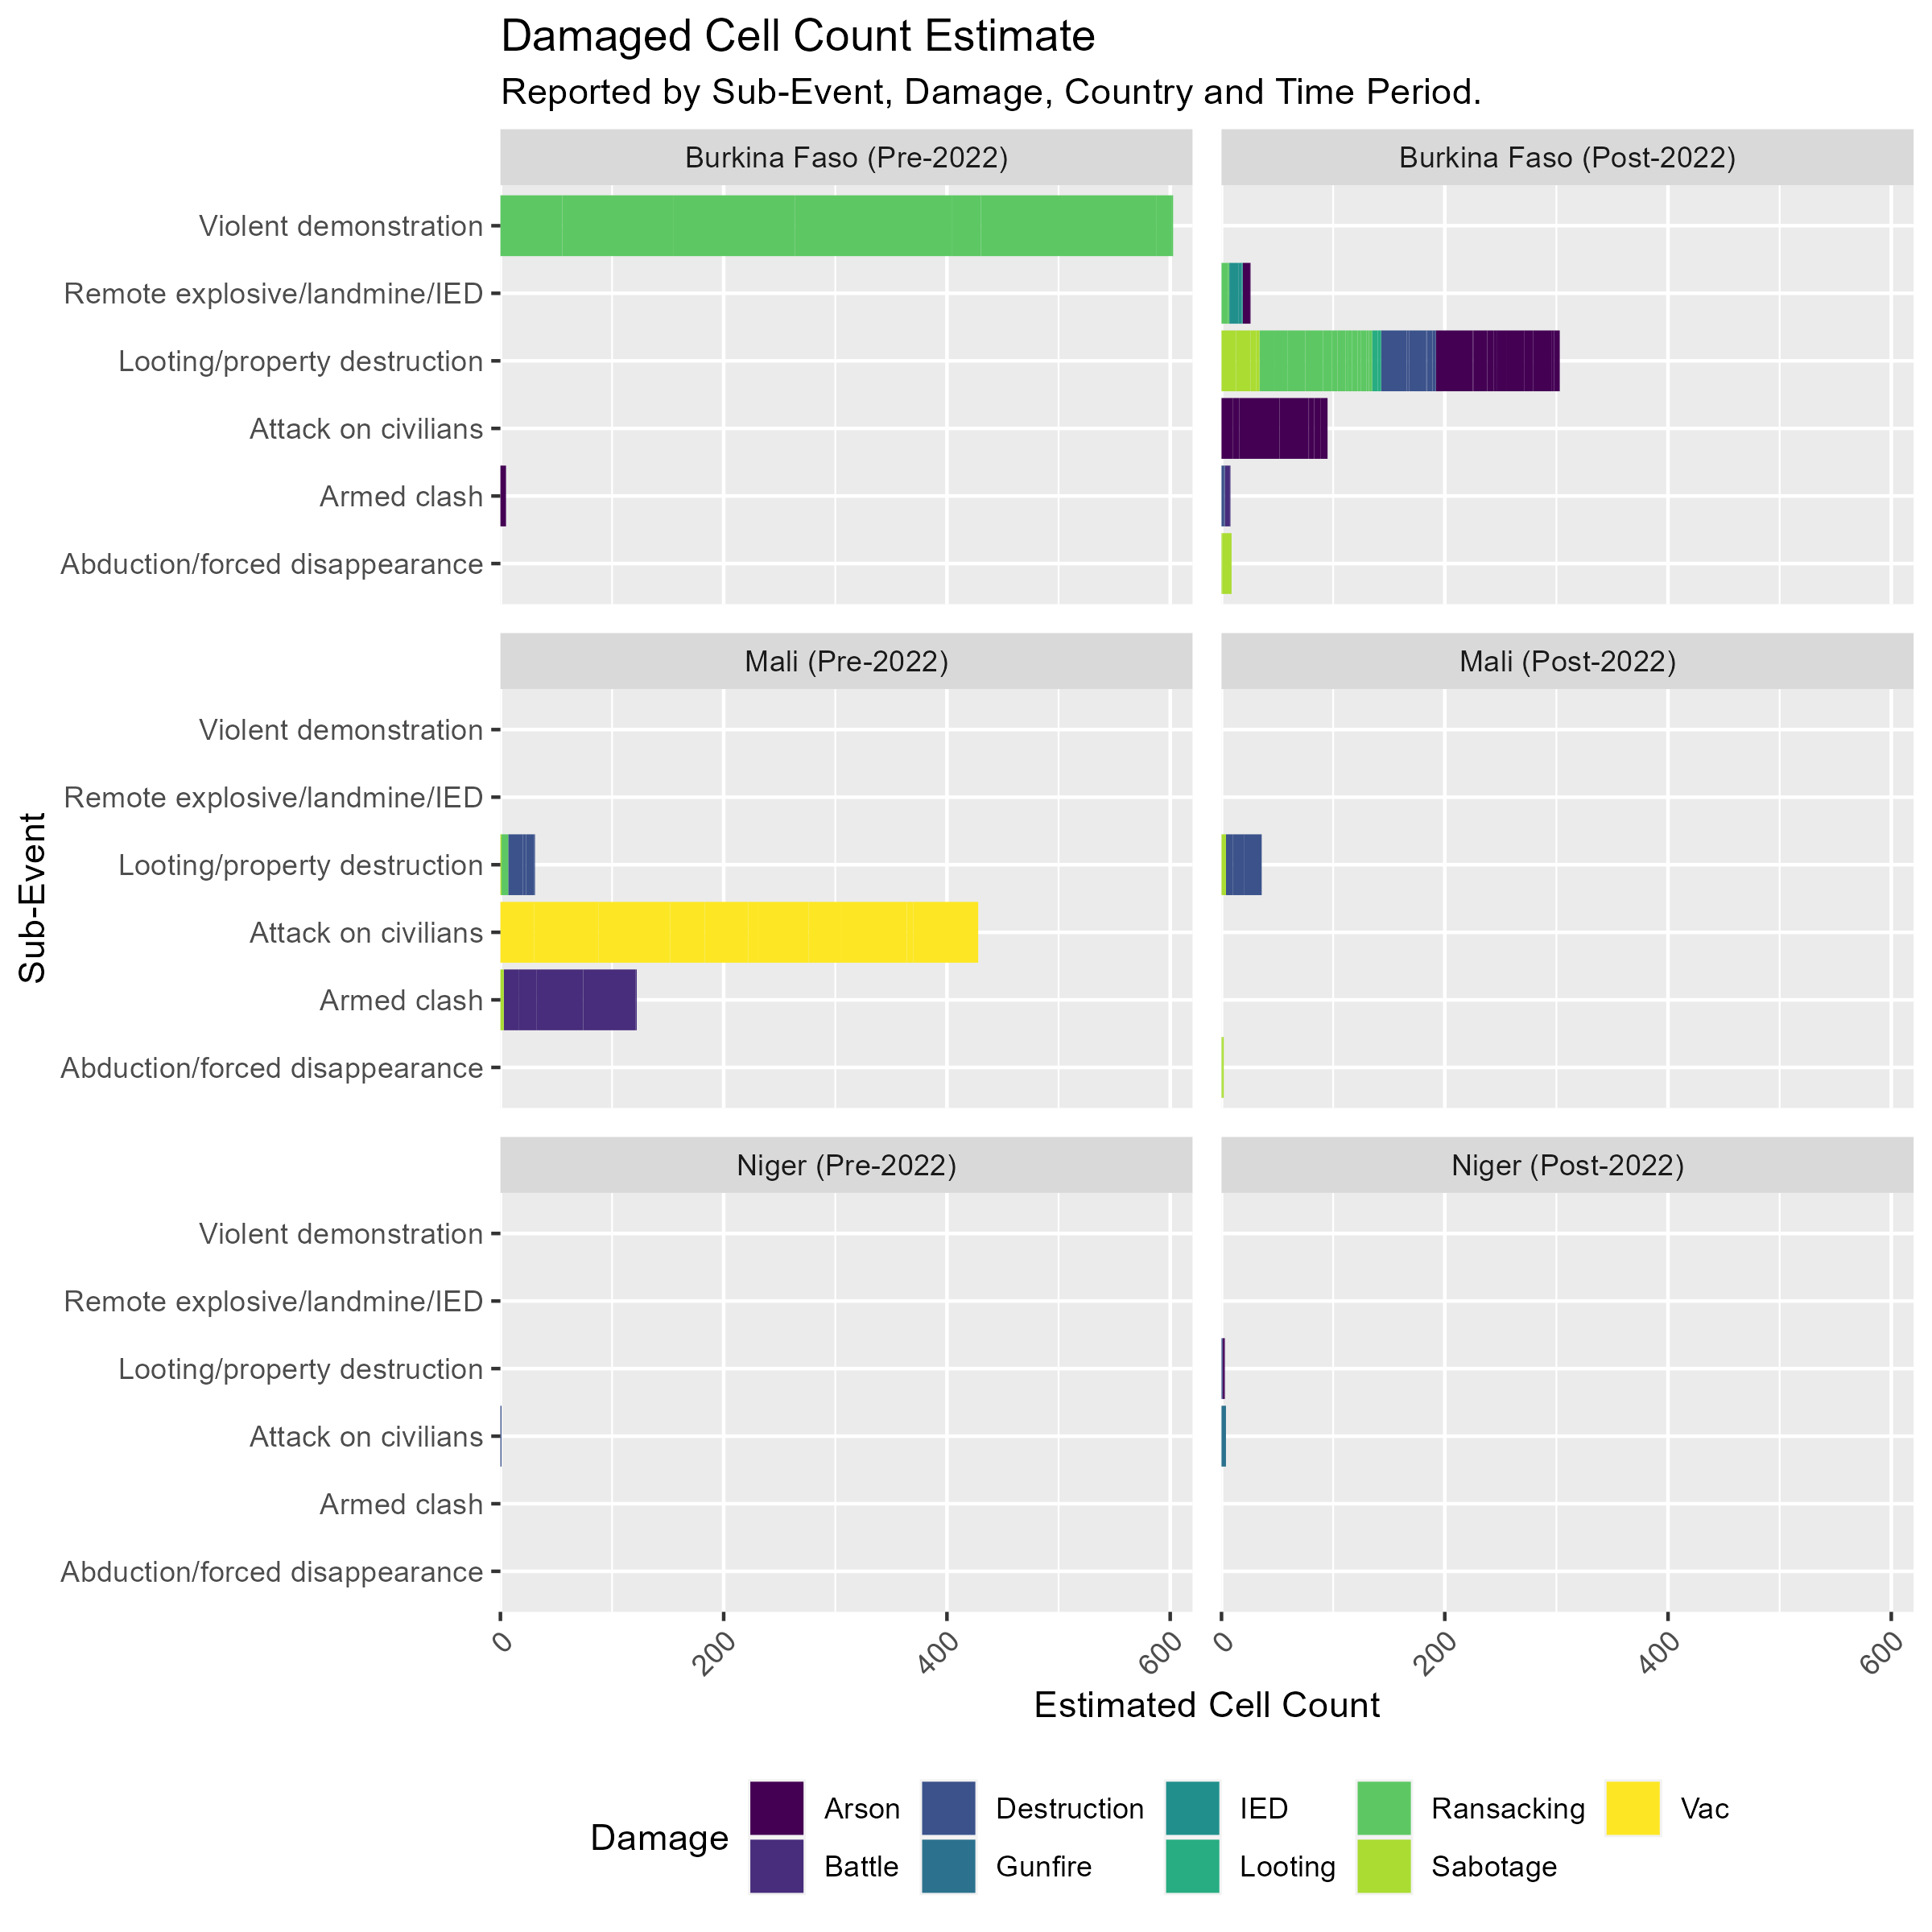 Damaged Cell Count Estimate
Reported by Sub-Event, Damage, Country and Time Period.
Burkina Faso (Pre-2022)
Burkina Faso (Post-2022)
Violent demonstration
Remote explosive/landmine/IED
Looting/property destruction
Attack on civilians
Armed clash
Abduction/forced disappearance
Mali (Pre-2022)
Mali (Post-2022)
Violent demonstration
Remote explosive/landmine/IED
Looting/property destruction
Attack on civilians
Armed clash
Abduction/forced disappearance
Sub-Event
Niger (Pre-2022)
Niger (Post-2022)
Violent demonstration
Remote explosive/landmine/IED
Looting/property destruction
Attack on civilians
Armed clash
Abduction/forced disappearance
0 200 400 600
0 200 400 600
Estimated Cell Count
Damage
Arson
Destruction
IED
Ransacking
Vac
Battle
Gunfire
Looting
Sabotage